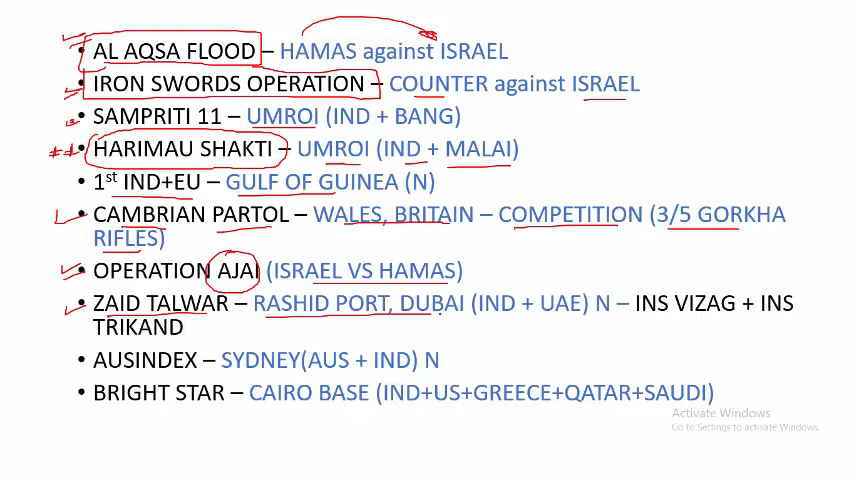 • AL AQSA FLOOD – HAMAS against ISRAEL
• IRON SWORDS OPERATION – COUNTER against ISRAEL
• SAMPRITI 11 – UMROI (IND + BANG)
• HARIMAU SHAKTI – UMROI (IND + MALAI)
• 1st IND+EU – GULF OF GUINEA (N)
• CAMBRIAN PARTOL – WALES, BRITAIN – COMPETITION (3/5 GORKHA
RIFLES)
• OPERATION AJAI (ISRAEL VS HAMAS)
• ZAID TALWAR – RASHID PORT, DUBAI (IND + UAE) N – INS VIZAG + INS
TRIKAND
• AUSINDEX – SYDNEY(AUS + IND) N
• BRIGHT STAR – CAIRO BASE (IND+US+GREECE+QATAR+SAUDI)
Activate Windows
Go to Settings to activate Windows.